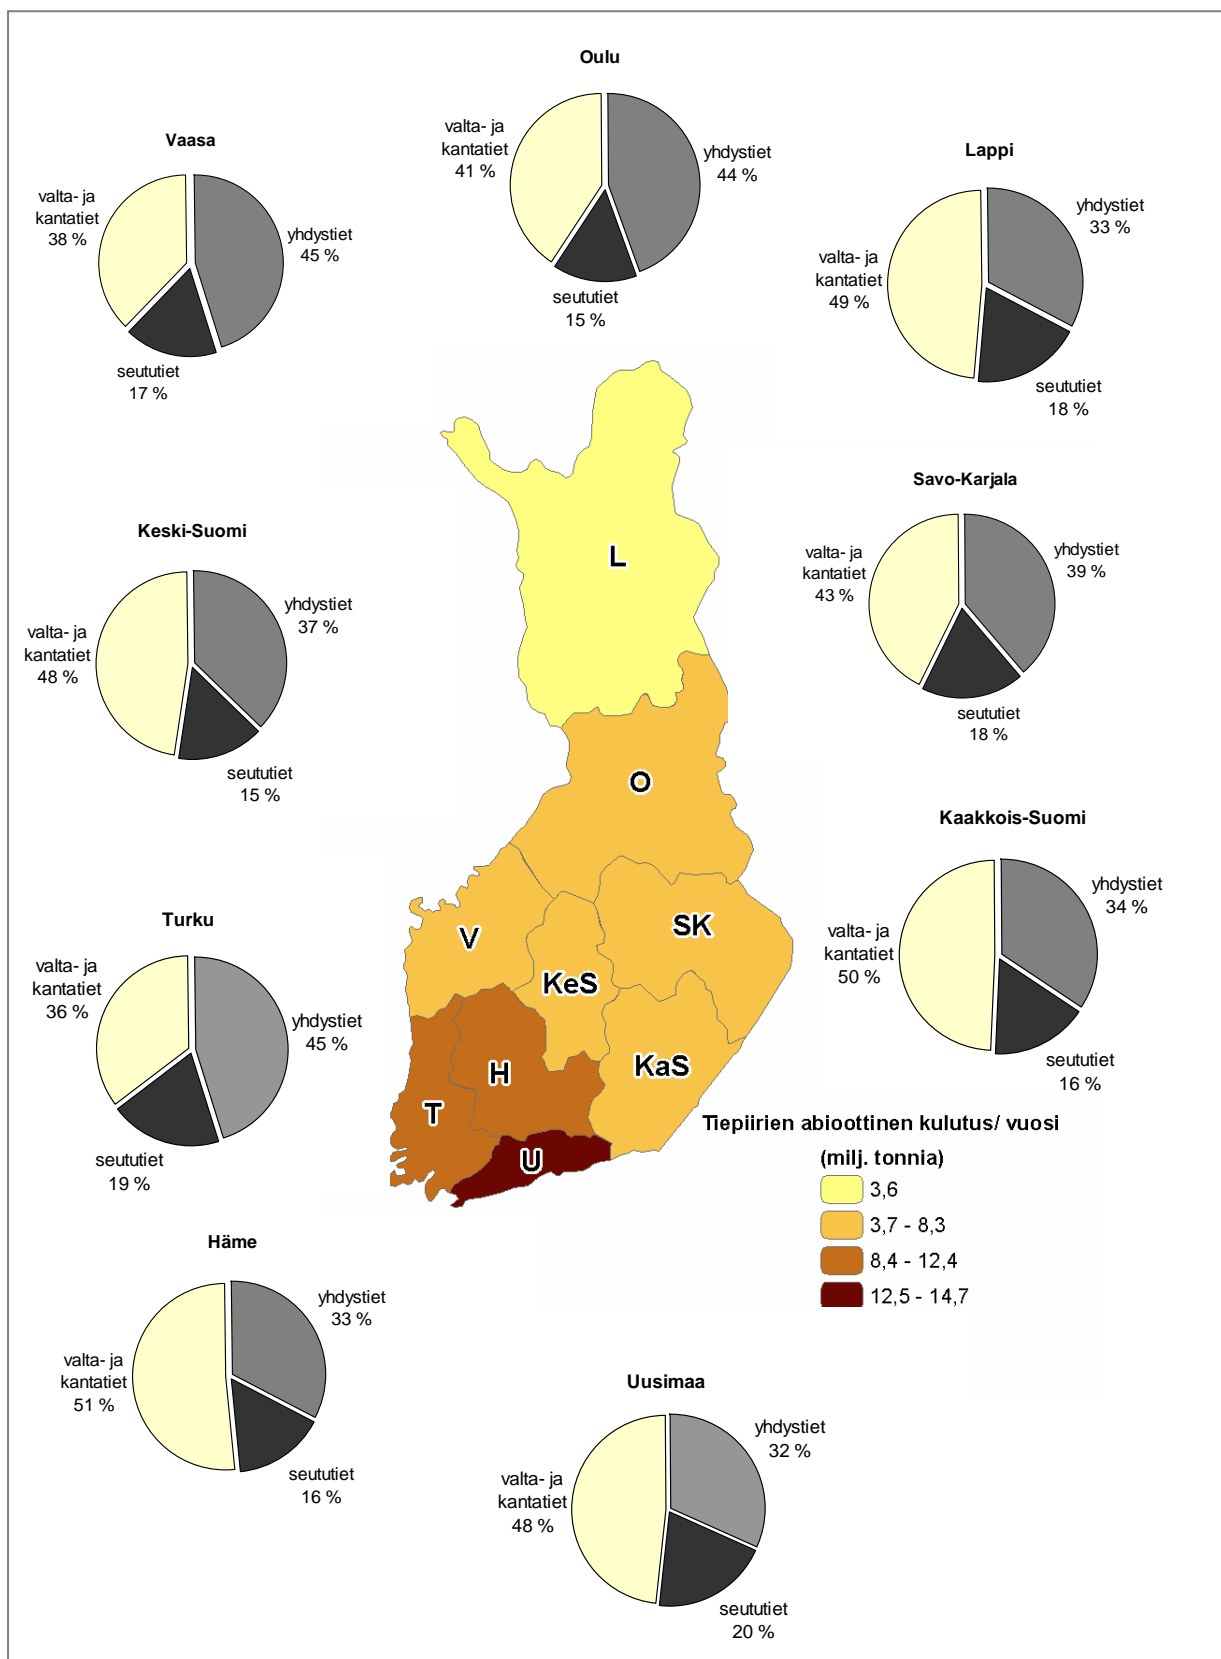 Oulu
valta- ja
kantatiet
41 %
yhdystiet
44 %
seututiet
15 %
Vaasa
valta- ja
kantatiet
38 %
yhdystiet
45 %
seututiet
17 %
Lappi
valta- ja
kantatiet
49 %
yhdystiet
33 %
seututiet
18 %
Savo-Karjala
valta- ja
kantatiet
43 %
yhdystiet
39 %
seututiet
18 %
Keski-Suomi
valta- ja
kantatiet
48 %
yhdystiet
37 %
seututiet
15 %
L
O
V
SK
KeS
KaS
H
T
U
Kaakkois-Suomi
valta- ja
kantatiet
50 %
yhdystiet
34 %
seututiet
16 %
Turku
valta- ja
kantatiet
36 %
yhdystiet
45 %
seututiet
19 %
Tiepiirien abioottinen kulutus/ vuosi
(milj. tonnia)
3,6
3,7 - 8,3
8,4 - 12,4
12,5 - 14,7
Häme
valta- ja
kantatiet
51 %
yhdystiet
33 %
seututiet
16 %
Uusimaa
valta- ja
kantatiet
48 %
yhdystiet
32 %
seututiet
20 %